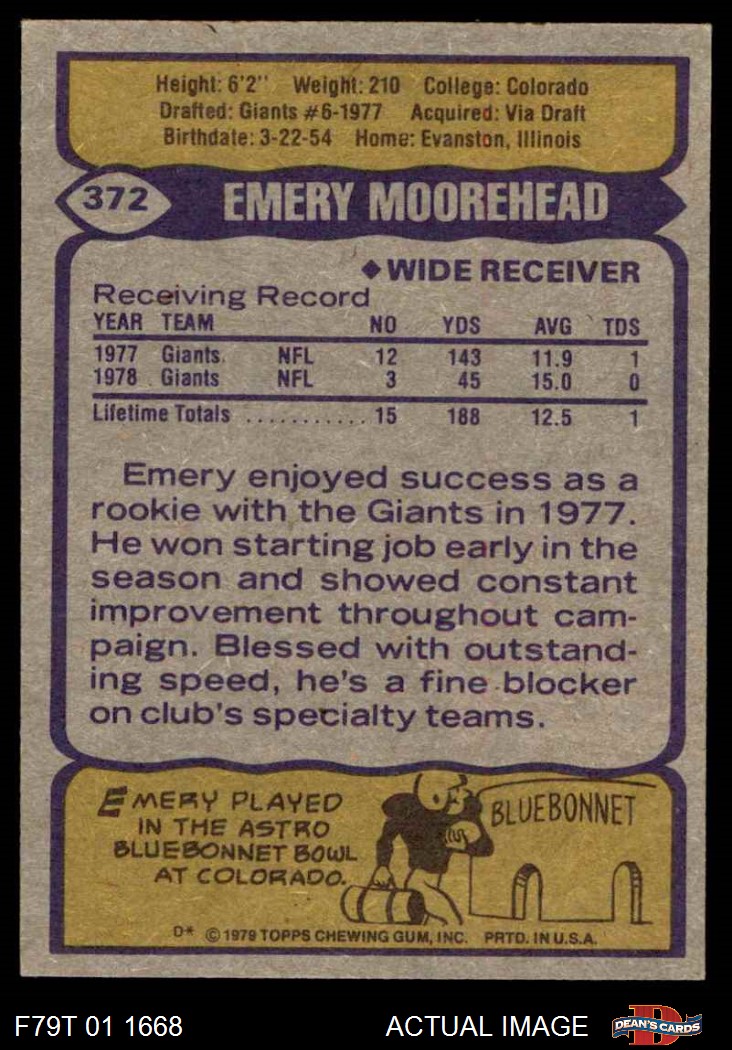 Height: 6'2" Weight: 210 College: Colorado
Drafted: Giants #6-1977 Acquired: Via Draft
Birthdate: 3-22-54 Home: Evanston, Illinois
372 EMERY MOOREHEAD
◆WIDE RECEIVER
Receiving Record
YEAR TEAM NO YDS AVG TDS
1977 Giants NFL 12 143 11.9 1
1978 Giants NFL 3 45 15.0 0
Lifetime Totals ........... 15 188 12.5 1
Emery enjoyed success as a
rookie with the Giants in 1977.
He won starting job early in the
season and showed constant
improvement throughout cam-
paign. Blessed with outstand-
ing speed, he's a fine blocker
on club's specialty teams.
EMERY PLAYED
IN THE ASTRO
BLUEBONNET BOWL
AT COLORADO.
BLUEBONNET
D* © 1979 TOPPS CHEWING GUM, INC. PRTD. IN U.S.A.
F79T 01 1668 ACTUAL IMAGE D DEAN'S CARDS